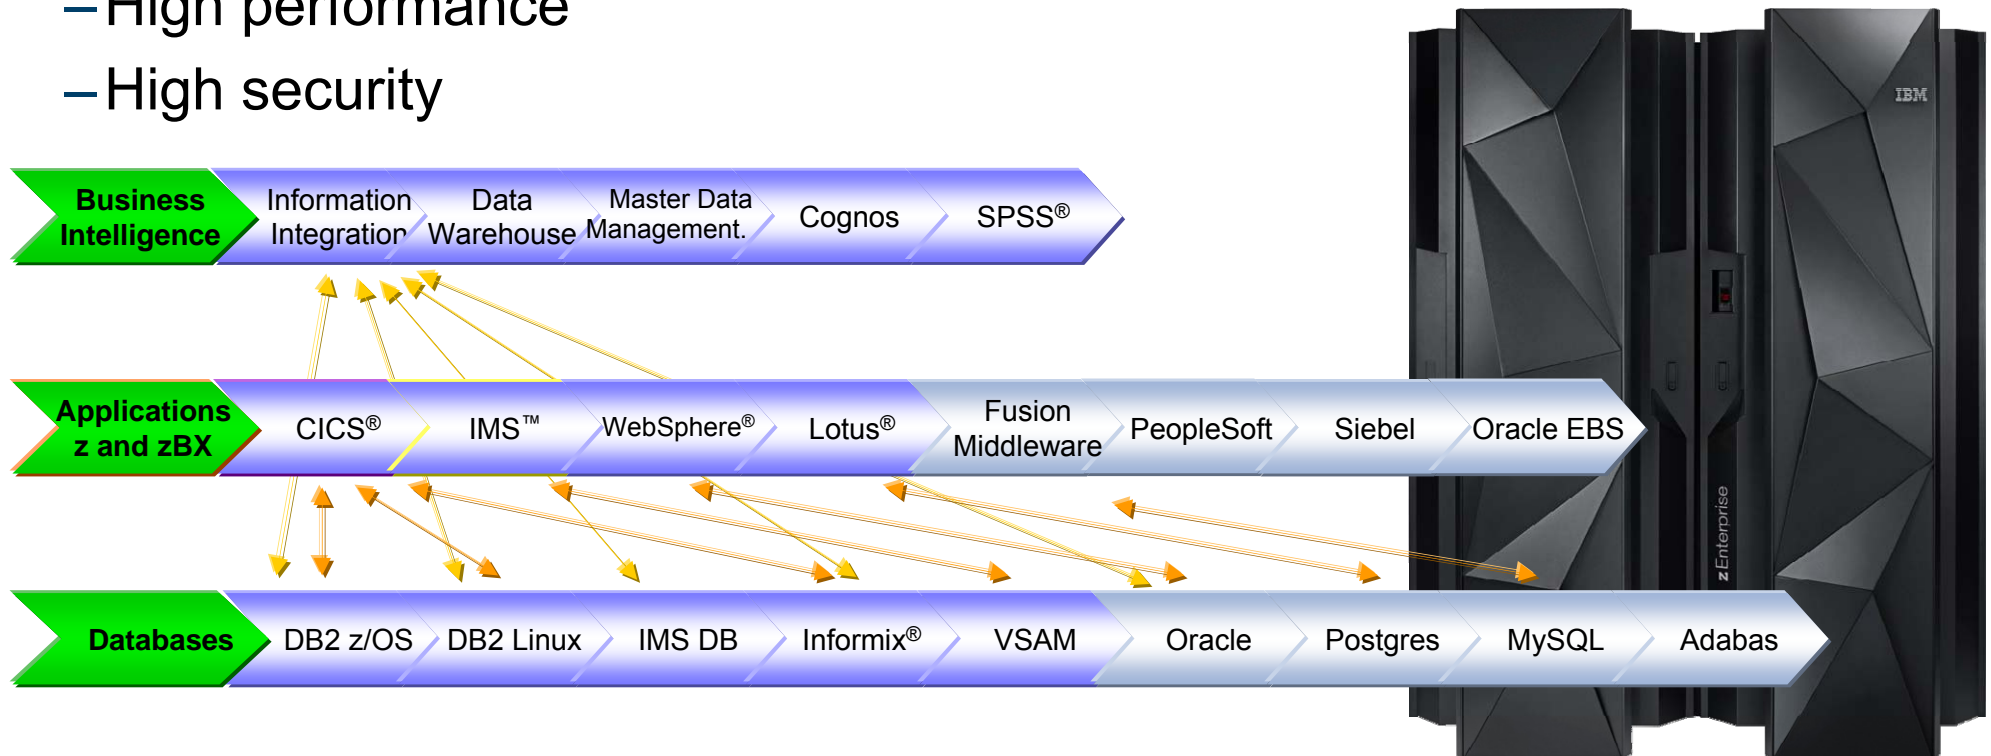 –High performance
–High security
IBM
Business
Intelligence
Information
Integration
Data
Warehouse
Master Data
Management.
Cognos
SPSS®
Applications
z and zBX
CICS®
IMS™
WebSphere®
Lotus®
Fusion
Middleware
PeopleSoft
Siebel
Oracle EBS
zEnterprise
Databases
DB2 z/OS
DB2 Linux
IMS DB
Informix®
VSAM
Oracle
Postgres
MySQL
Adabas